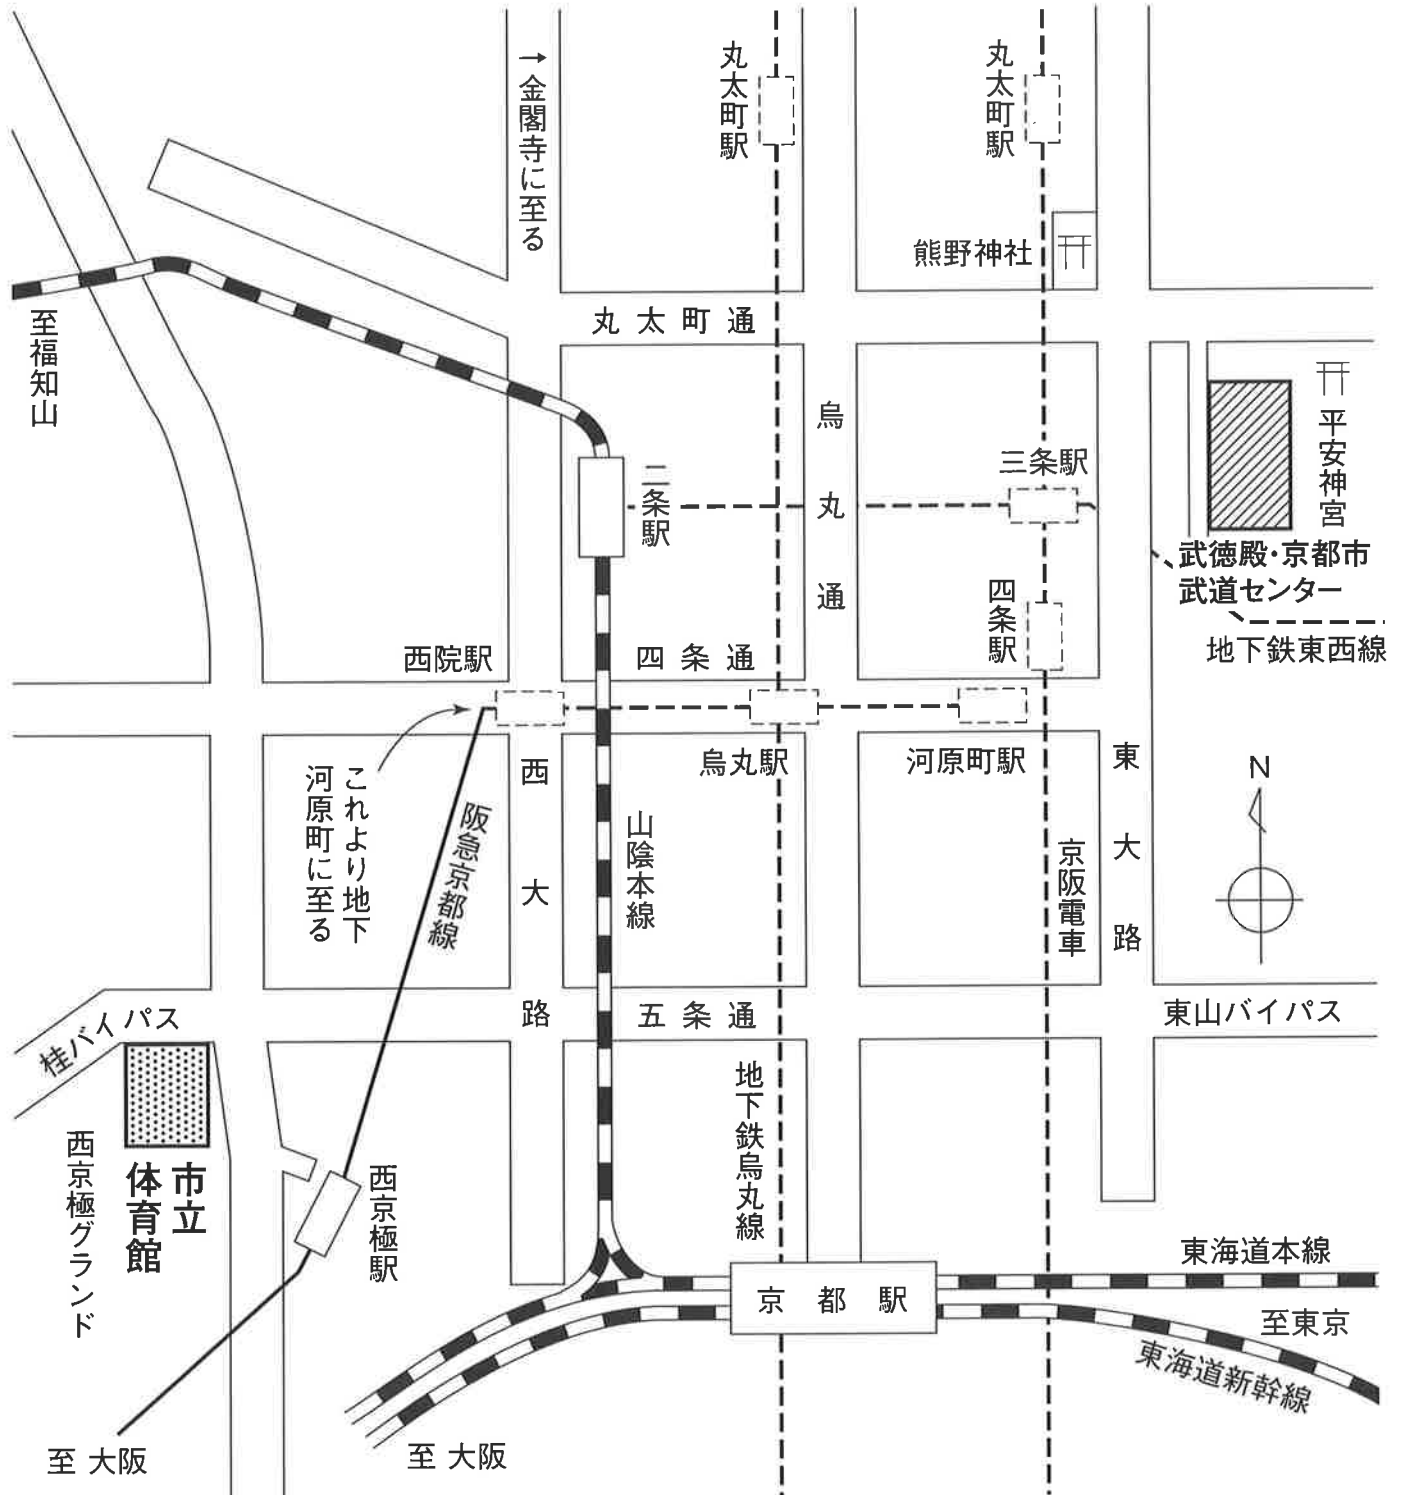 →金閣寺に至る
丸太町駅
丸太町駅
熊野神社
丸太町通
至福知山
烏丸通
平安神宮
三条駅
二条駅
武徳殿・京都市
武道センター
四条駅
地下鉄東西線
西院駅
四条通
烏丸駅
河原町駅
これより地下
河原町に至る
阪急京都線
西大路
山陰本線
東大路
京阪電車
N
桂バイパス
五条通
東山バイパス
地下鉄烏丸線
市立
体育館
西京極グランド
西京極駅
東海道本線
京都駅
至東京
東海道新幹線
至 大阪
至 大阪